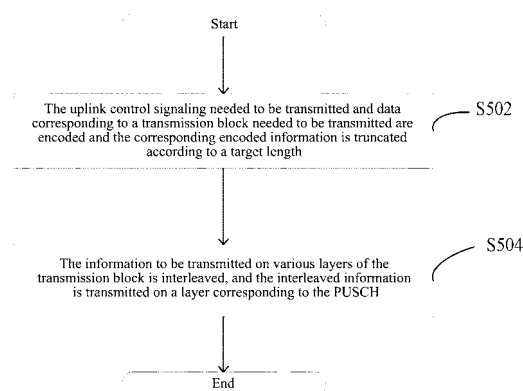 Start
The uplink control signaling needed to be transmitted and data
corresponding to a transmission block needed to be transmitted are
encoded and the corresponding encoded information is truncated
according to a target length
S502
The information to be transmitted on various layers of the
transmission block is interleaved, and the interleaved information
is transmitted on a layer corresponding to the PUSCH
S504
End